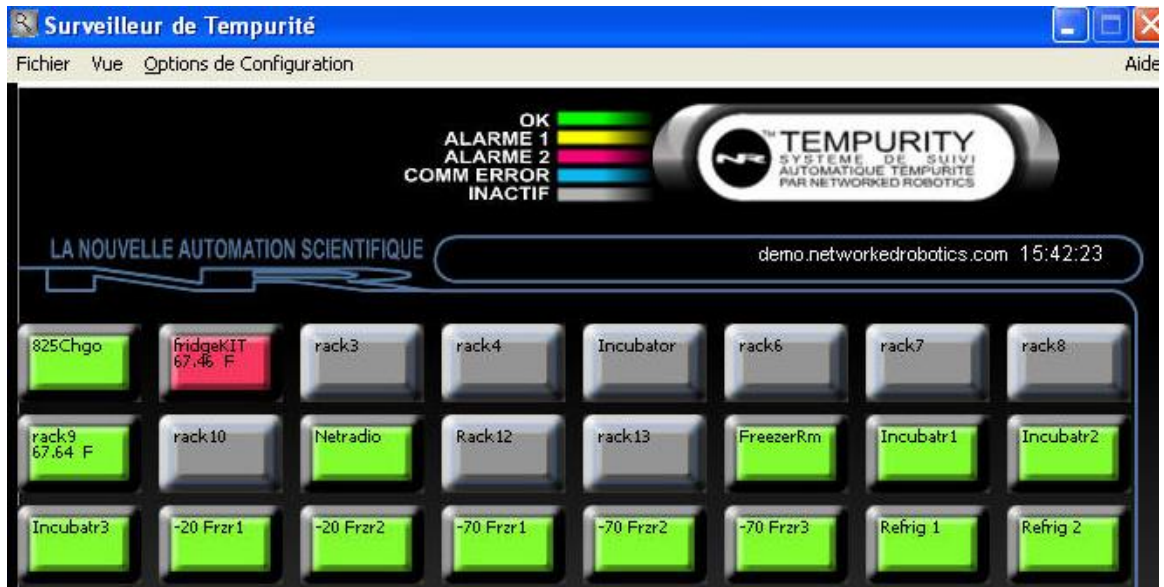 Surveilleur de Tempurité
Fichier Vue Options de Configuration Aide
OK
ALARME 1
ALARME 2
COMM ERROR
INACTIF
NR ™ TEMPURITY
SYSTEME DE SUIVI
AUTOMATIQUE TEMPURITE
PAR NETWORKED ROBOTICS
LA NOUVELLE AUTOMATION SCIENTIFIQUE
demo.networkedrobotics.com 15:42:23
825Chgo
fridgeKIT
67.46 F
rack3
rack4
Incubator
rack6
rack7
rack8
rack9
67.64 F
rack10
Netradio
Rack12
rack13
FreezerRm
Incubatr1
Incubatr2
Incubatr3
-20 Frzr1
-20 Frzr2
-70 Frzr1
-70 Frzr2
-70 Frzr3
Refrig 1
Refrig 2